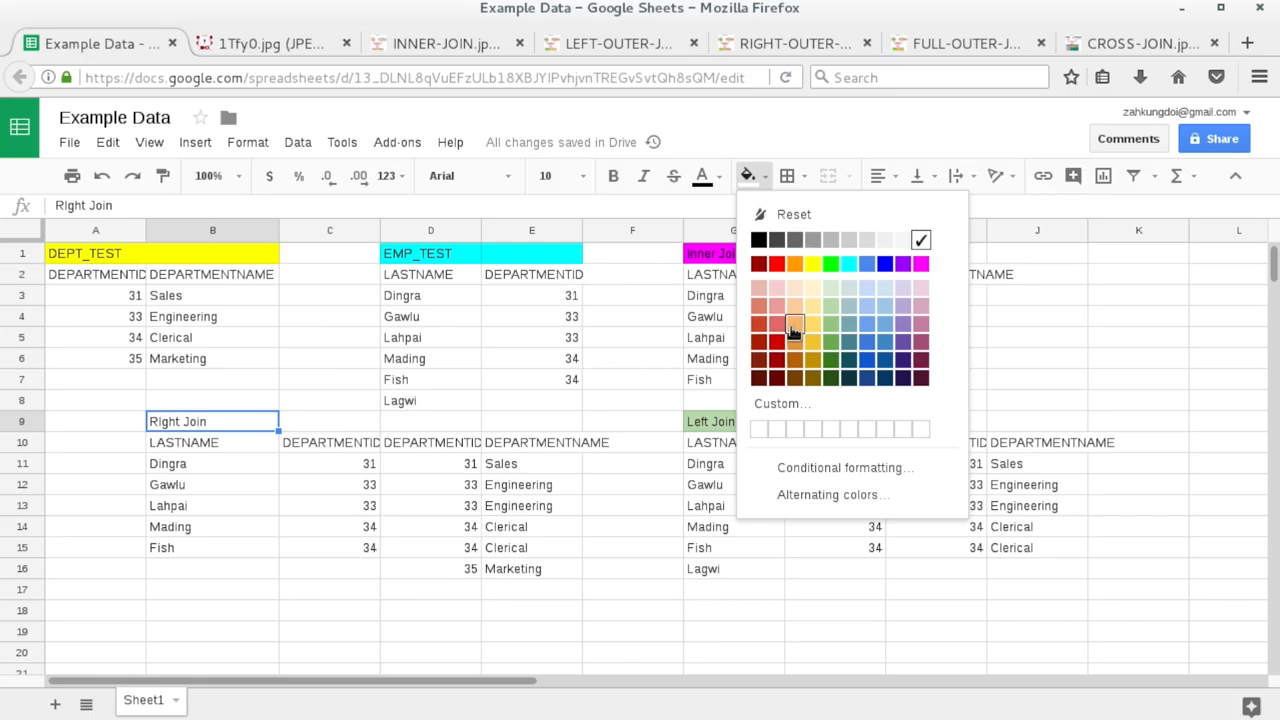 Example Data – Google Sheets – Mozilla Firefox
Example Data - ... 1Tfy0.jpg (JPE... INNER-JOIN.jp... LEFT-OUTER-J... RIGHT-OUTER-... FULL-OUTER-J... CROSS-JOIN.jp...
https://docs.google.com/spreadsheets/d/13_DLNL8qVuEFzULb18XBJYIPvhjvnTREGvSvtQh8sQM/edit Search
Example Data zahkungdoi@gmail.com
File Edit View Insert Format Data Tools Add-ons Help All changes saved in Drive Comments Share
100% $ % .0 .00 123 Arial 10 B I S A
fx RIght Join
Reset
A B C D E F G J K L
1 DEPT_TEST EMP_TEST Inner Joi
2 DEPARTMENTID DEPARTMENTNAME LASTNAME DEPARTMENTID LASTNA TNAME
3 31 Sales Dingra 31 Dingra
4 33 Engineering Gawlu 33 Gawlu
5 34 Clerical Lahpai 33 Lahpai
6 35 Marketing Mading 34 Mading
7 Fish 34 Fish
8 Lagwi
Custom...
9 RIght Join Left Join
10 LASTNAME DEPARTMENTID DEPARTMENTID DEPARTMENTNAME LASTNA TID DEPARTMENTNAME
11 Dingra 31 31 Sales Dingra 31 Sales
Conditional formatting...
12 Gawlu 33 33 Engineering Gawlu 33 Engineering
Alternating colors...
13 Lahpai 33 33 Engineering Lahpai 33 Engineering
14 Mading 34 34 Clerical Mading 34 34 Clerical
15 Fish 34 34 Clerical Fish 34 34 Clerical
16 35 Marketing Lagwi
17
18
19
20
21
Sheet1